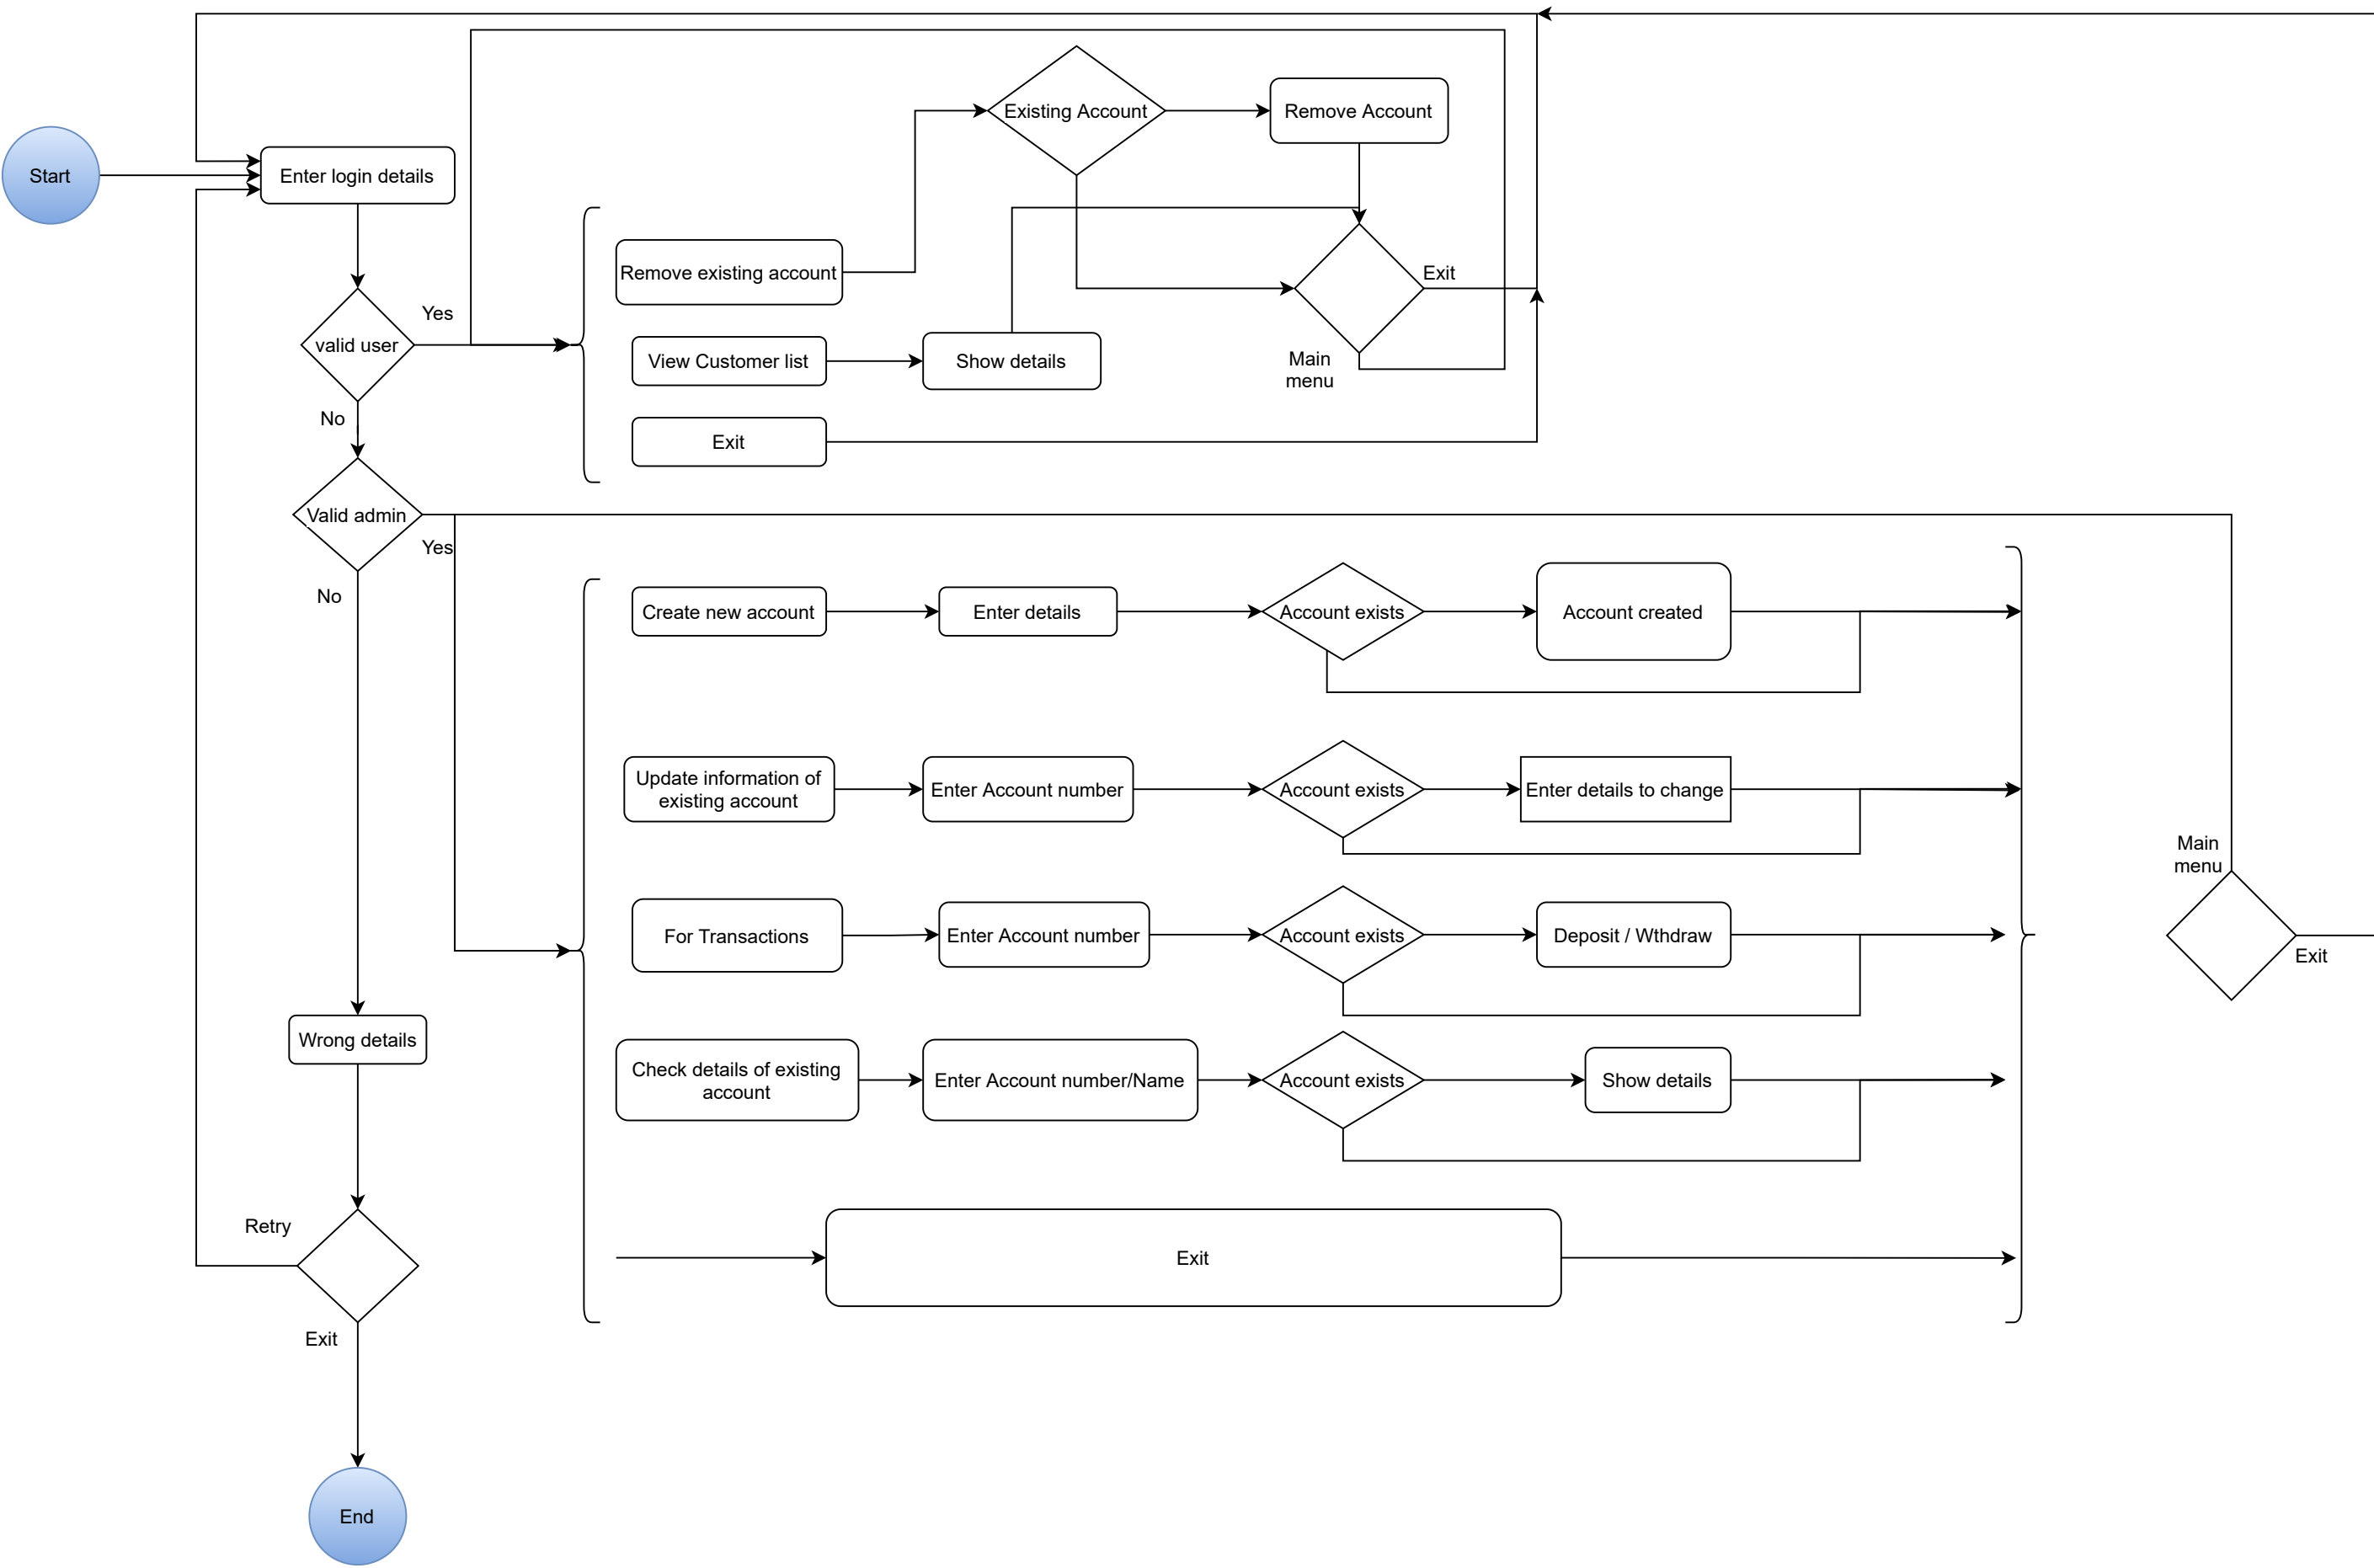 Start
Enter login details
valid user
Yes
No
Valid admin
Yes
No
Wrong details
Retry
Exit
End
Existing Account
Remove Account
Remove existing account
Exit
View Customer list
Show details
Main
menu
Exit
Create new account
Enter details
Account exists
Account created
Update information of
existing account
Enter Account number
Account exists
Enter details to change
For Transactions
Enter Account number
Account exists
Deposit / Wthdraw
Check details of existing
account
Enter Account number/Name
Account exists
Show details
Exit
Main
menu
Exit